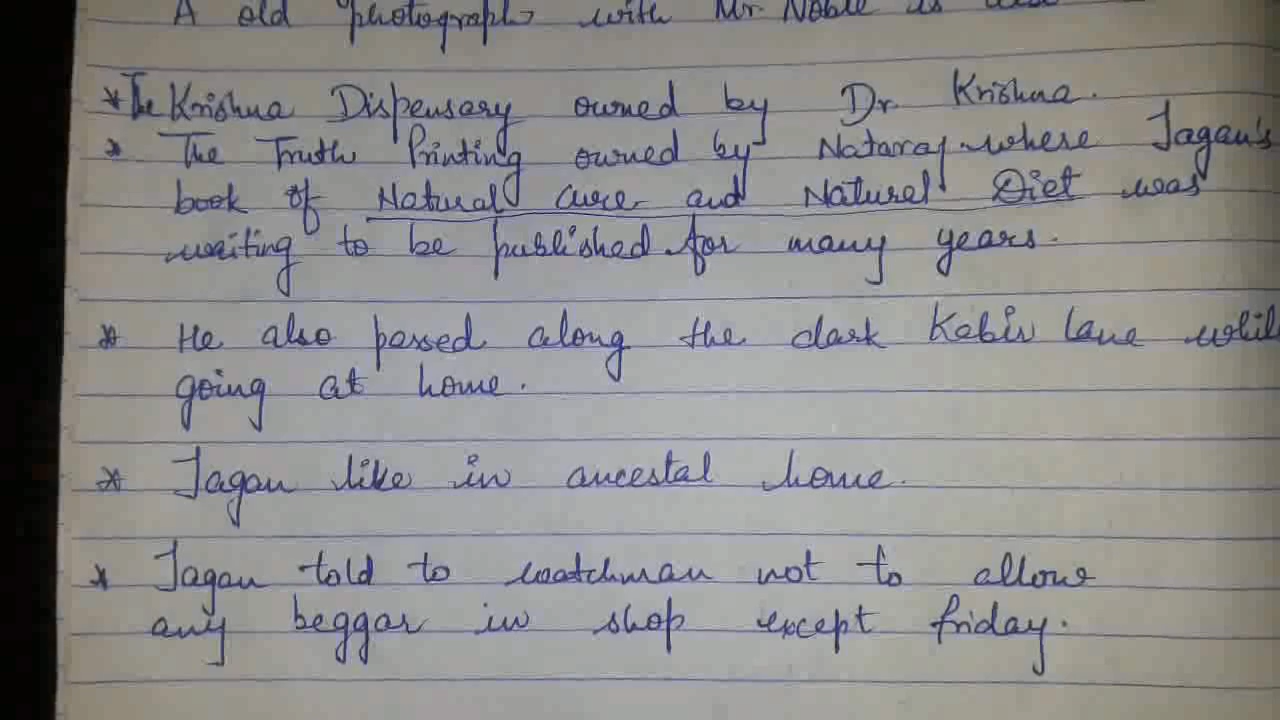 A old photograph with Mr Noble is
* The Krishna Dispensary owned by Dr Krishna.
* The Truth Printing owned by Nataraj where Jagan's
book of Natural Cure and Natural Diet was
waiting to be published for many years.
* He also passed along the dark Kabir lane whil
going at home.
* Jagan like in ancestal home.
* Jagan told to watchman not to allow
any beggar in shop except friday.